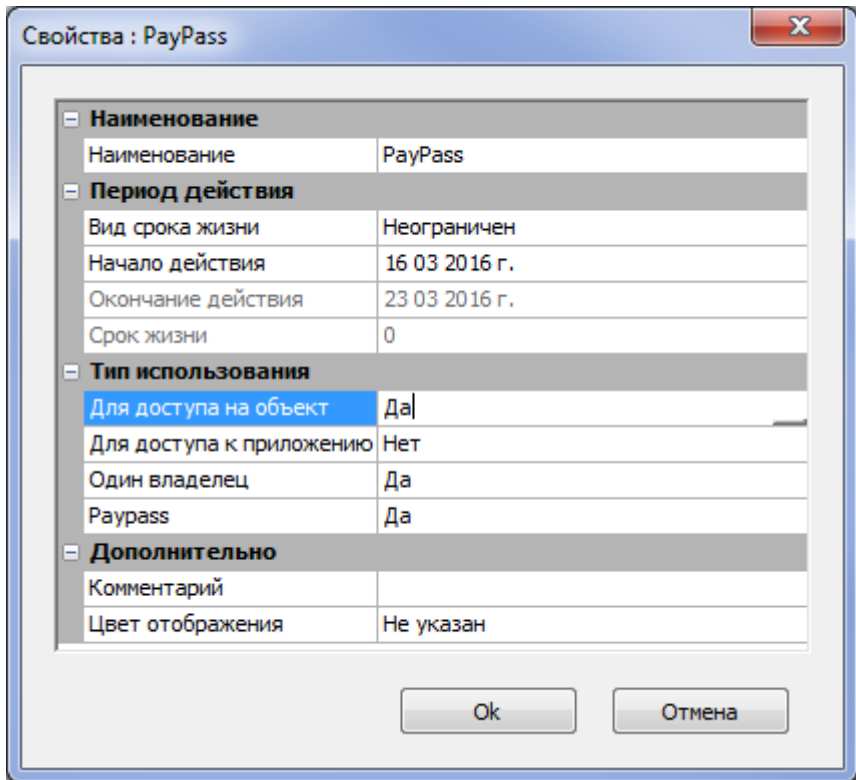 Свойства : PayPass
Наименование
Наименование PayPass
Период действия
Вид срока жизни Неограничен
Начало действия 16 03 2016 г.
Окончание действия 23 03 2016 г.
Срок жизни 0
Тип использования
Для доступа на объект Да
Для доступа к приложению Нет
Один владелец Да
Paypass Да
Дополнительно
Комментарий
Цвет отображения Не указан
Ok Отмена